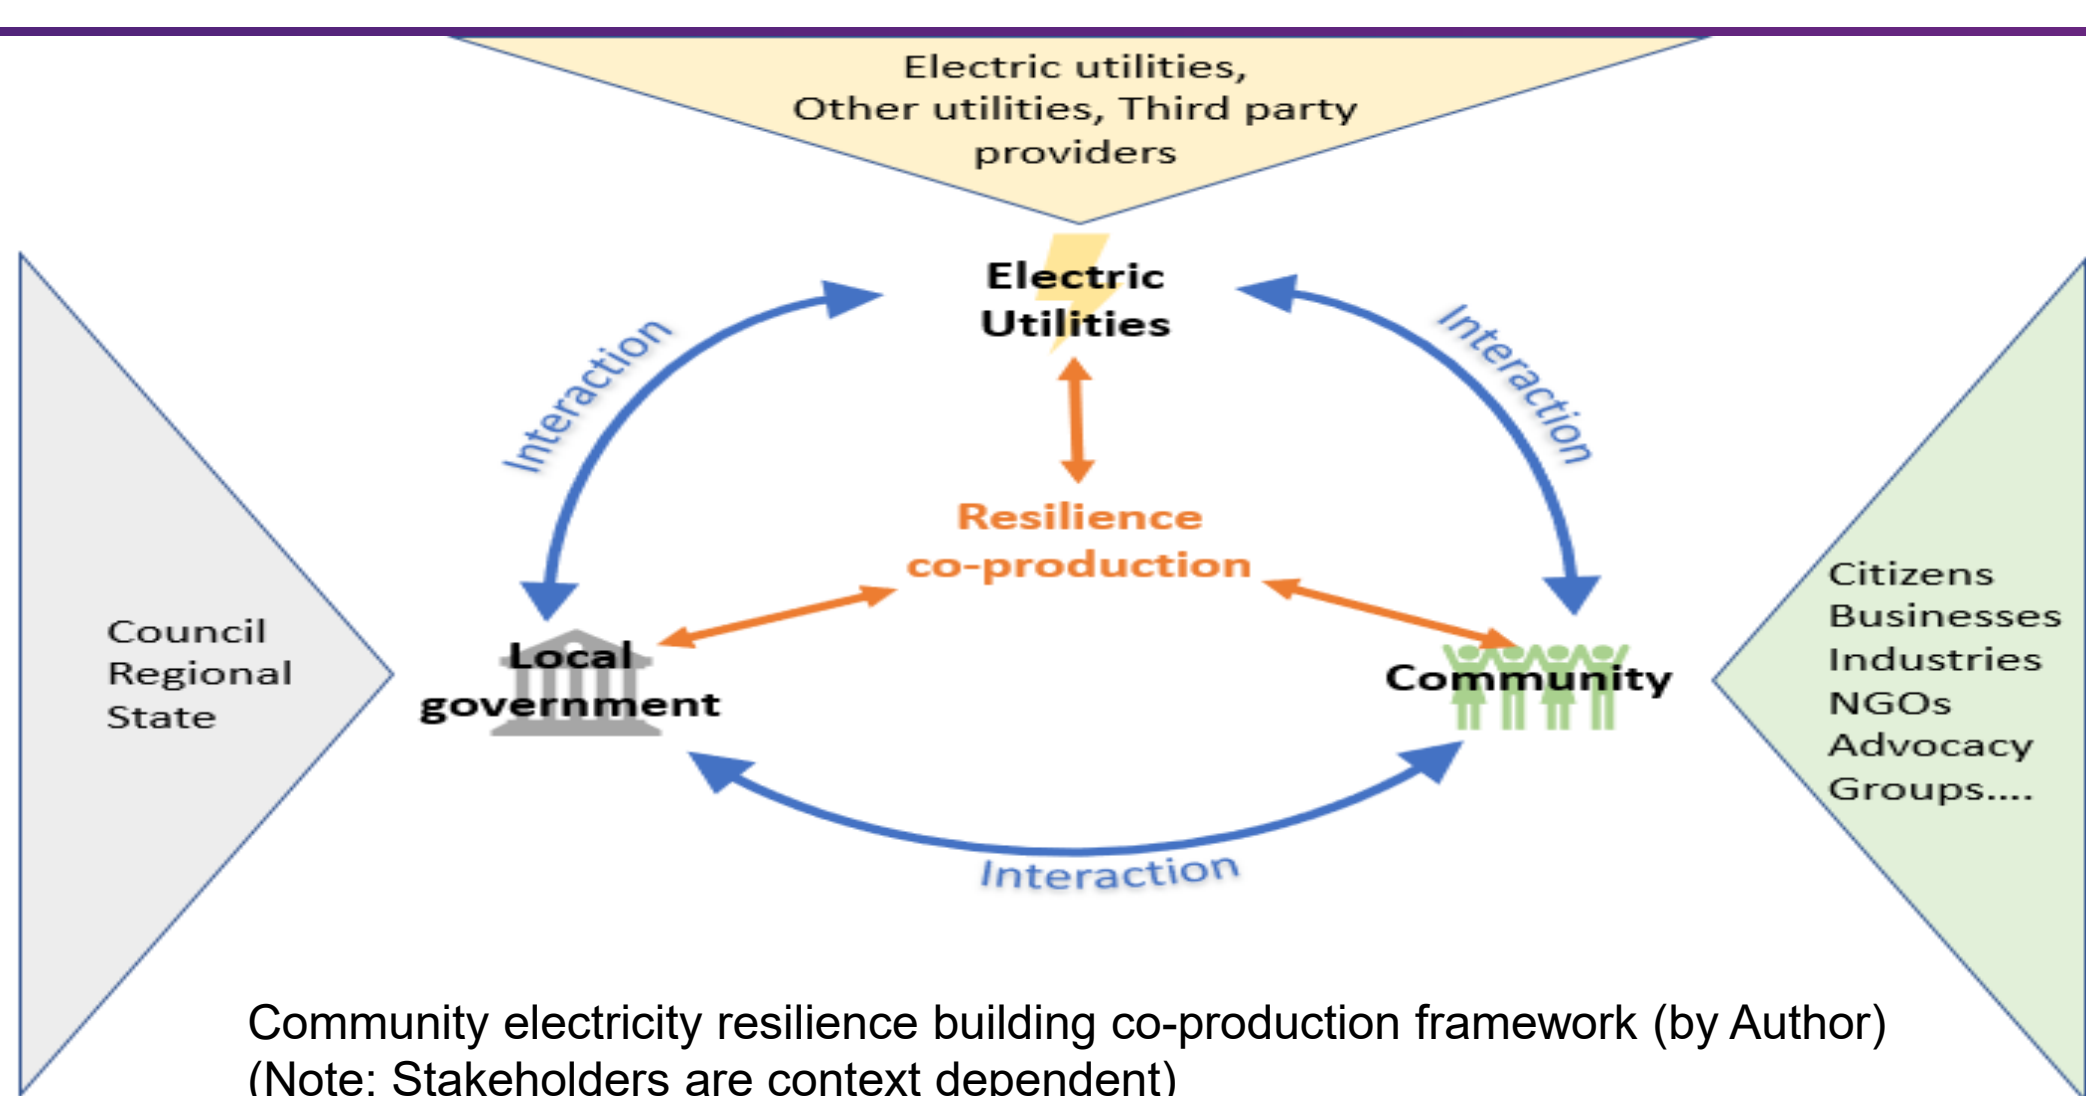 Electric utilities,
Other utilities, Third party
providers
Electric
Utilities
Interaction
Interaction
Resilience
co-production
Council
Regional
State
Local
government
Community
Citizens
Businesses
Industries
NGOs
Advocacy
Groups....
Interaction
Community electricity resilience building co-production framework (by Author)
(Note: Stakeholders are context dependent)